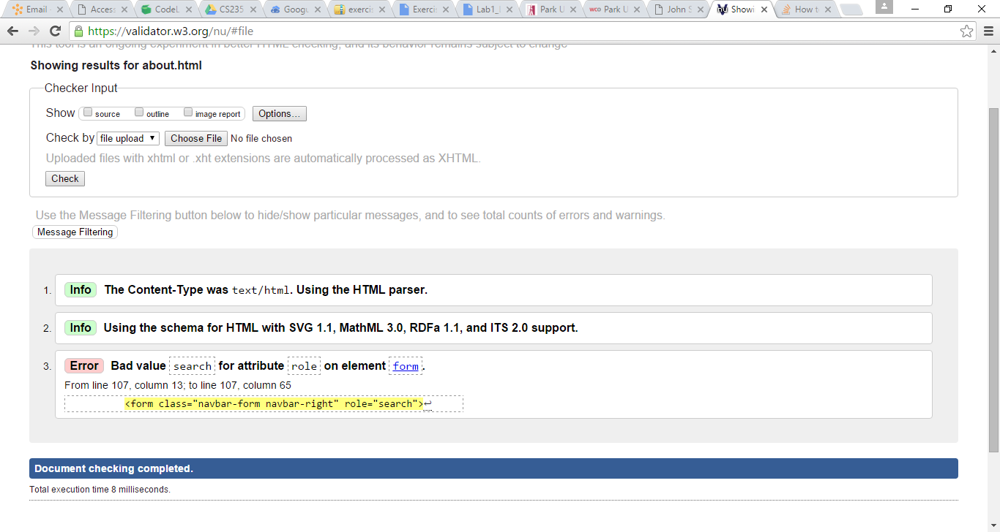 Email
Access
CodeL
CS235
Googl
exercis
Exercis
Lab1_
Park U
wco Park U
John S
Showi
How t
https://validator.w3.org/nu/#file
This tool is an ongoing experiment in better HTML checking, and its behavior remains subject to change
Showing results for about.html
Checker Input
Show source outline image report Options...
Check by file upload Choose File No file chosen
Uploaded files with xhtml or .xht extensions are automatically processed as XHTML.
Check
Use the Message Filtering button below to hide/show particular messages, and to see total counts of errors and warnings.
Message Filtering
1. Info The Content-Type was text/html. Using the HTML parser.
2. Info Using the schema for HTML with SVG 1.1, MathML 3.0, RDFa 1.1, and ITS 2.0 support.
3. Error Bad value search for attribute role on element form.
From line 107, column 13; to line 107, column 65
<form class="navbar-form navbar-right" role="search">↩
Document checking completed.
Total execution time 8 milliseconds.